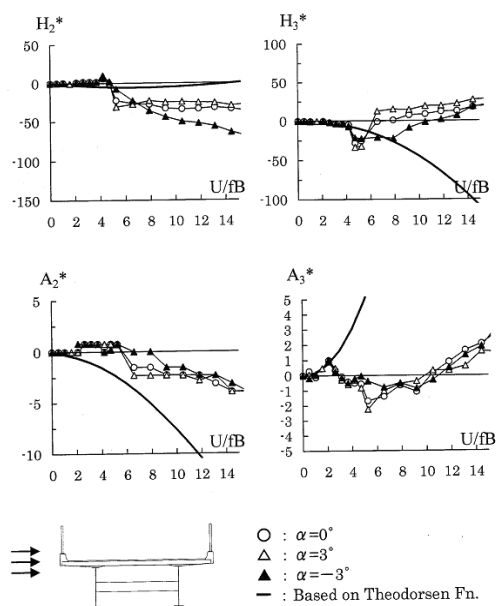 H₂*
50
0
-50
-100
-150
U/fB
0 2 4 6 8 10 12 14
H₃*
100
50
0
-50
-100
U/fB
0 2 4 6 8 10 12 14
A₂*
5
0
-5
-10
U/fB
0 2 4 6 8 10 12 14
A₃*
5
4
3
2
1
0
-1
-2
-3
-4
-5
U/fB
0 2 4 6 8 10 12 14
: α=0°
: α=3°
: α=−3°
: Based on Theodorsen Fn.